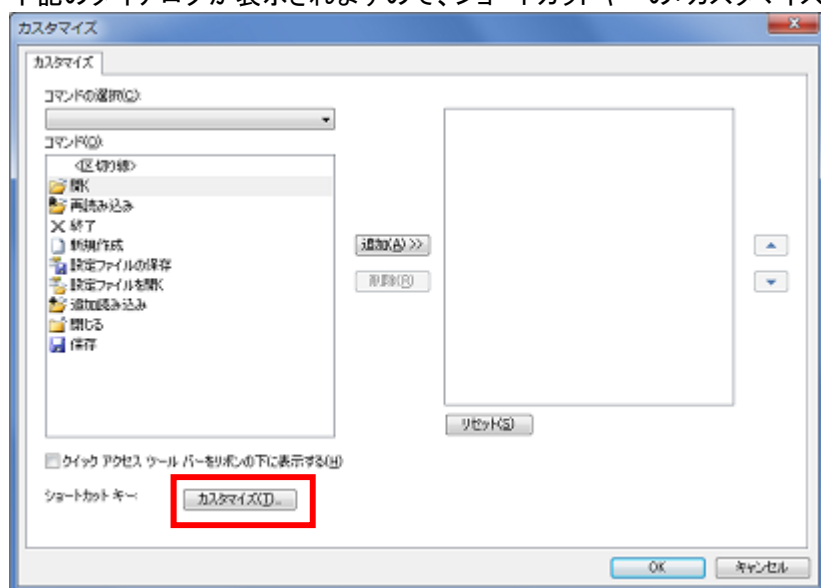 下記のダイアログが表示されますので、ショートカットキーの「カスタマイズ
カスタマイズ
カスタマイズ
コマンドの選択(C):
コマンド(O):
<区切り線>
開く
再読み込み
終了
新規作成
設定ファイルの保存
設定ファイルを開く
追加読み込み
閉じる
保存
追加(A) >>
削除(R)
リセット(S)
クイック アクセス ツール バーをリボンの下に表示する(H)
ショートカット キー:
カスタマイズ(T)...
OK
キャンセル